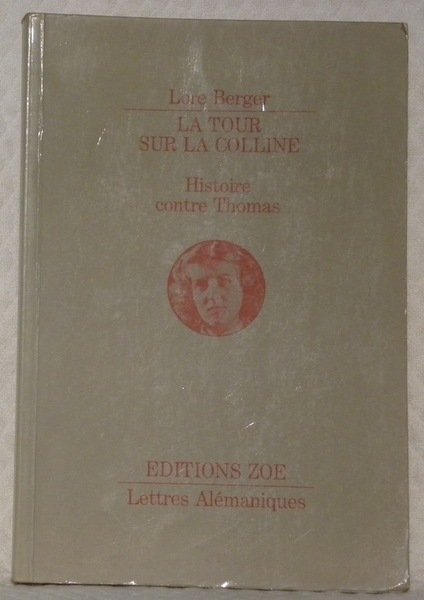 Lore Berger
LA TOUR
SUR LA COLLINE
Histoire
contre Thomas
EDITIONS ZOE
Lettres Alémaniques